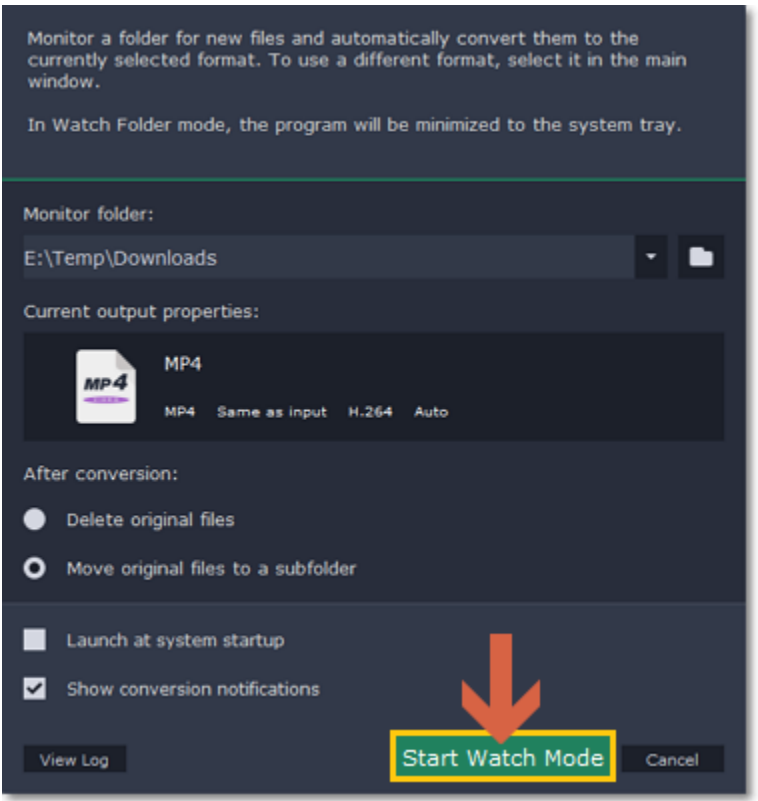 Monitor a folder for new files and automatically convert them to the
currently selected format. To use a different format, select it in the main
window.
In Watch Folder mode, the program will be minimized to the system tray.
Monitor folder:
E:\Temp\Downloads
Current output properties:
MP4
MP4
MP4 Same as input H.264 Auto
After conversion:
Delete original files
Move original files to a subfolder
Launch at system startup
Show conversion notifications
View Log Start Watch Mode Cancel